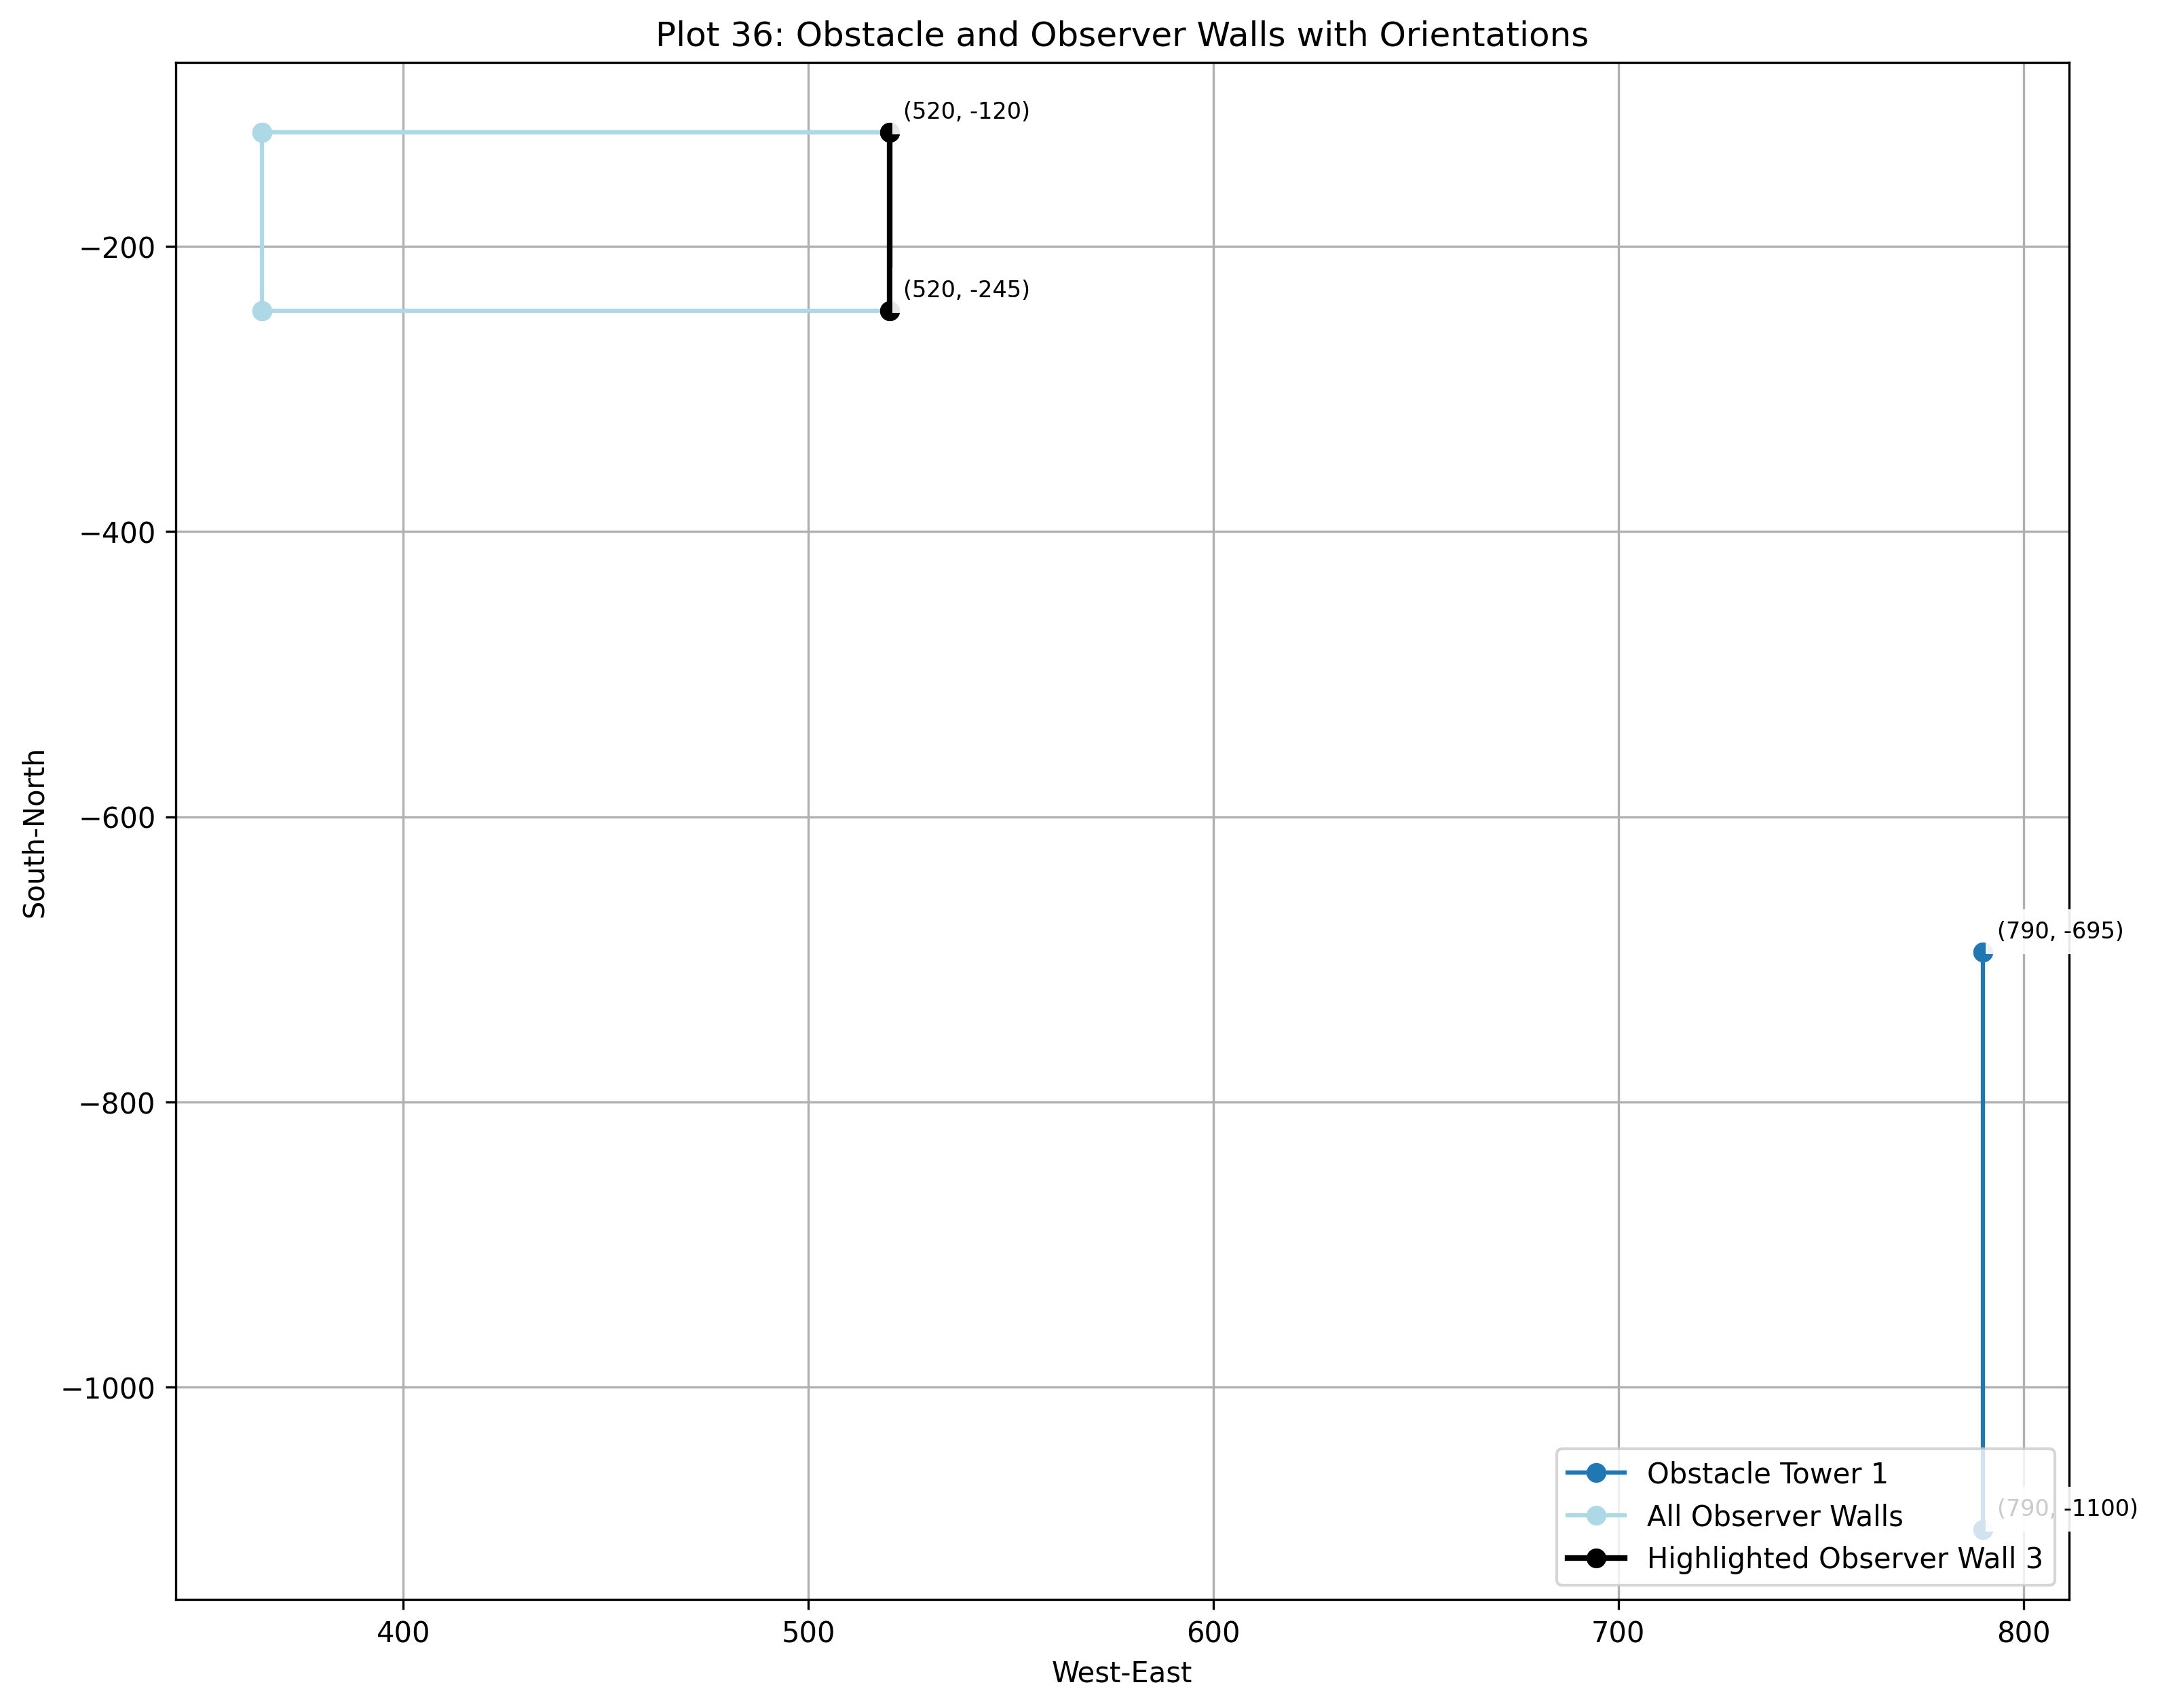 Plot 36: Obstacle and Observer Walls with Orientations
(520, -120)
−200
(520, -245)
−400
South-North
−600
(790, -695)
−800
−1000
Obstacle Tower 1
(790, -1100)
All Observer Walls
Highlighted Observer Wall 3
400
500
600
700
800
West-East